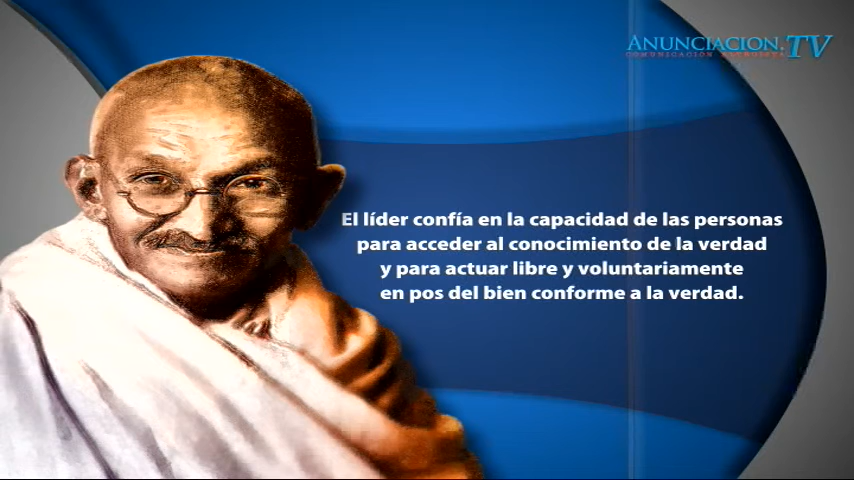 ANUNCIACION.TV
El líder confía en la capacidad de las personas
para acceder al conocimiento de la verdad
y para actuar libre y voluntariamente
en pos del bien conforme a la verdad.